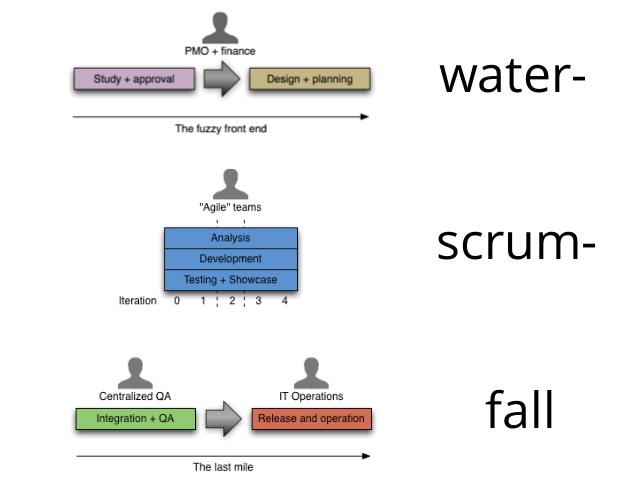 PMO + finance
Study + approval
Design + planning
The fuzzy front end
water-
"Agile" teams
Analysis
Development
Testing + Showcase
Iteration 0 1 2 3 4
scrum-
Centralized QA
IT Operations
Integration + QA
Release and operation
The last mile
fall